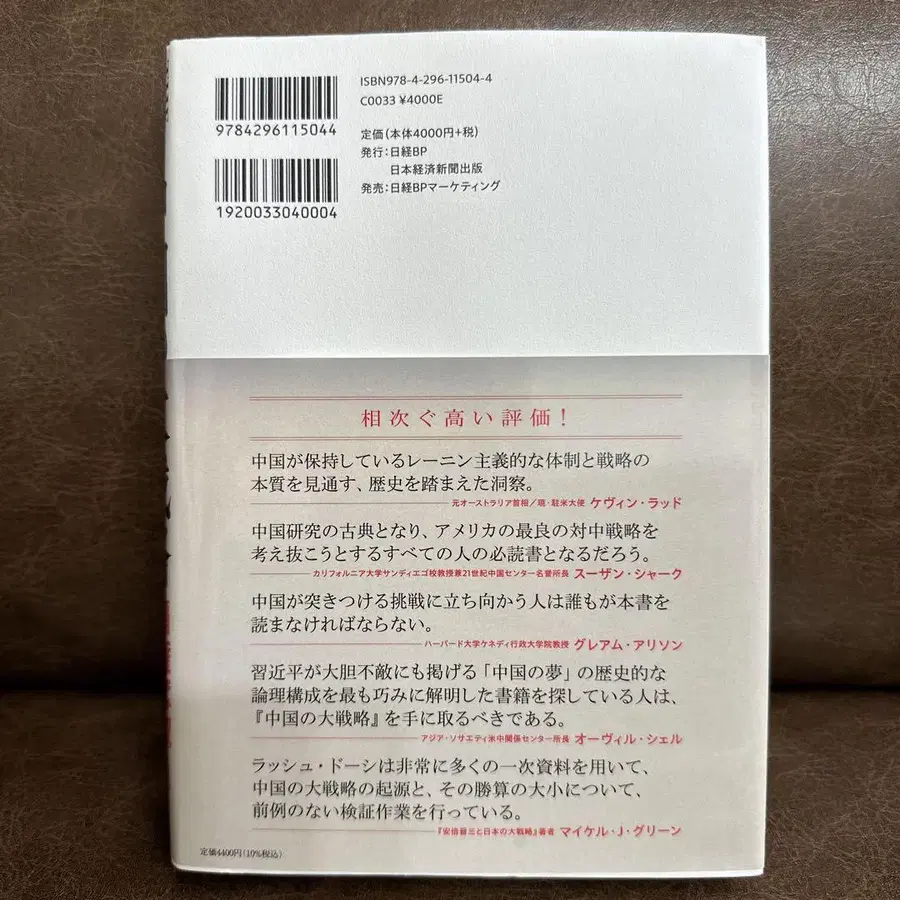 ISBN978-4-296-11504-4
C0033 ¥4000E
9784296115044
定価(本体4000円+税)
発行：日経BP
日本経済新聞出版
発売：日経BPマーケティング
1920033040004
相次ぐ高い評価！
中国が保持しているレーニン主義的な体制と戦略の
本質を見通す、歴史を踏まえた洞察。
元オーストラリア首相／現・駐米大使 ケヴィン・ラッド
中国研究の古典となり、アメリカの最良の対中戦略を
考え抜こうとするすべての人の必読書となるだろう。
カリフォルニア大学サンディエゴ校教授兼21世紀中国センター名誉所長 スーザン・シャーク
中国が突きつける挑戦に立ち向かう人は誰もが本書を
読まなければならない。
ハーバード大学ケネディ行政大学院教授 グレアム・アリソン
習近平が大胆不敵にも掲げる「中国の夢」の歴史的な
論理構成を最も巧みに解明した書籍を探している人は、
『中国の大戦略』を手に取るべきである。
アジア・ソサエティ米中関係センター所長 オーヴィル・シェル
ラッシュ・ドーシは非常に多くの一次資料を用いて、
中国の大戦略の起源と、その勝算の大小について、
前例のない検証作業を行っている。
『安倍晋三と日本の大戦略』著者 マイケル・J・グリーン
定価4400円(10%税込)